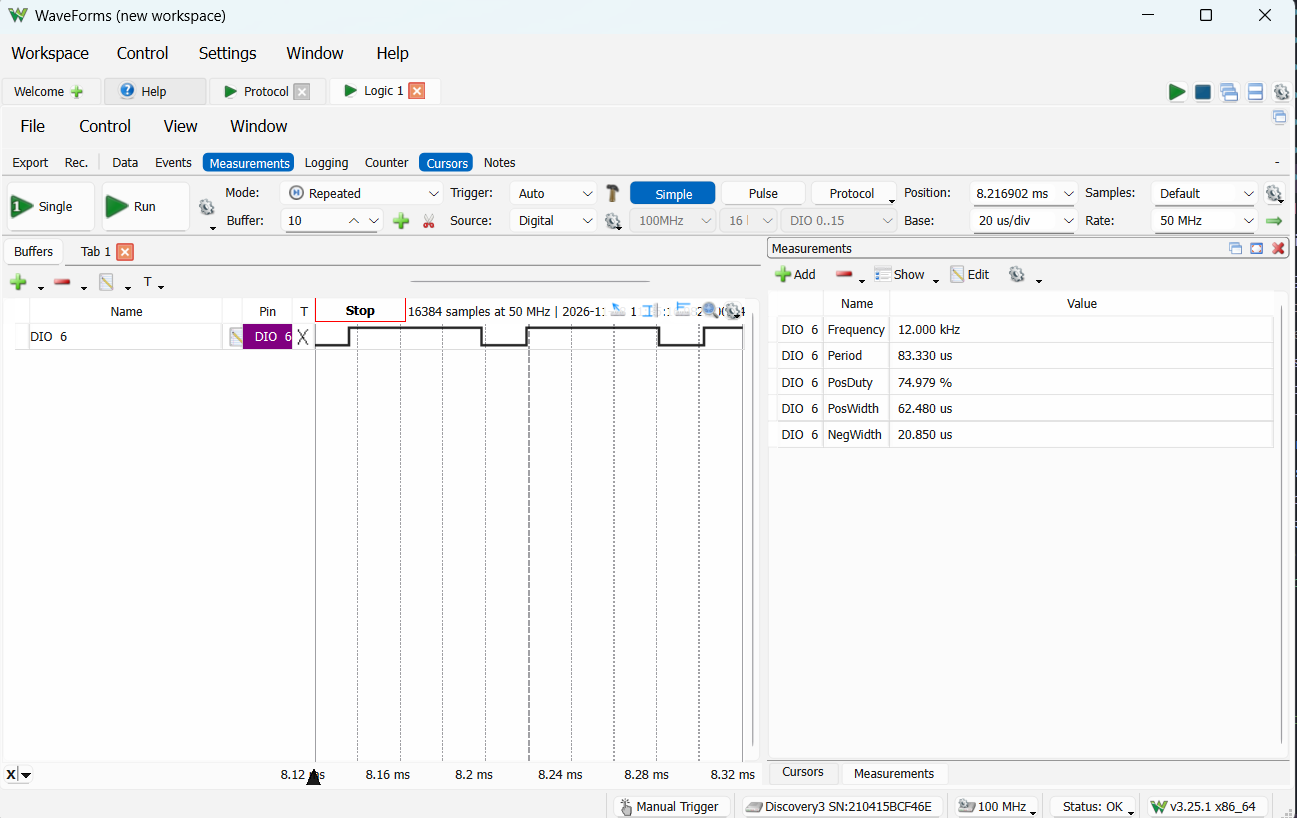 WaveForms (new workspace)
Workspace Control Settings Window Help
Welcome Help Protocol Logic 1
File Control View Window
Export Rec. Data Events Measurements Logging Counter Cursors Notes
Single Run Mode: Repeated Trigger: Auto Simple Pulse Protocol Position: 8.216902 ms Samples: Default
Buffer: 10 Source: Digital 100MHz 16 DIO 0..15 Base: 20 us/div Rate: 50 MHz
Buffers Tab 1
T
Name Pin T Stop 16384 samples at 50 MHz | 2026-1
DIO 6 DIO 6 X
8.12 ms 8.16 ms 8.2 ms 8.24 ms 8.28 ms 8.32 ms
X
Measurements
Add Show Edit
Name Value
DIO 6 Frequency 12.000 kHz
DIO 6 Period 83.330 us
DIO 6 PosDuty 74.979 %
DIO 6 PosWidth 62.480 us
DIO 6 NegWidth 20.850 us
Cursors Measurements
Manual Trigger Discovery3 SN:210415BCF46E 100 MHz Status: OK v3.25.1 x86_64